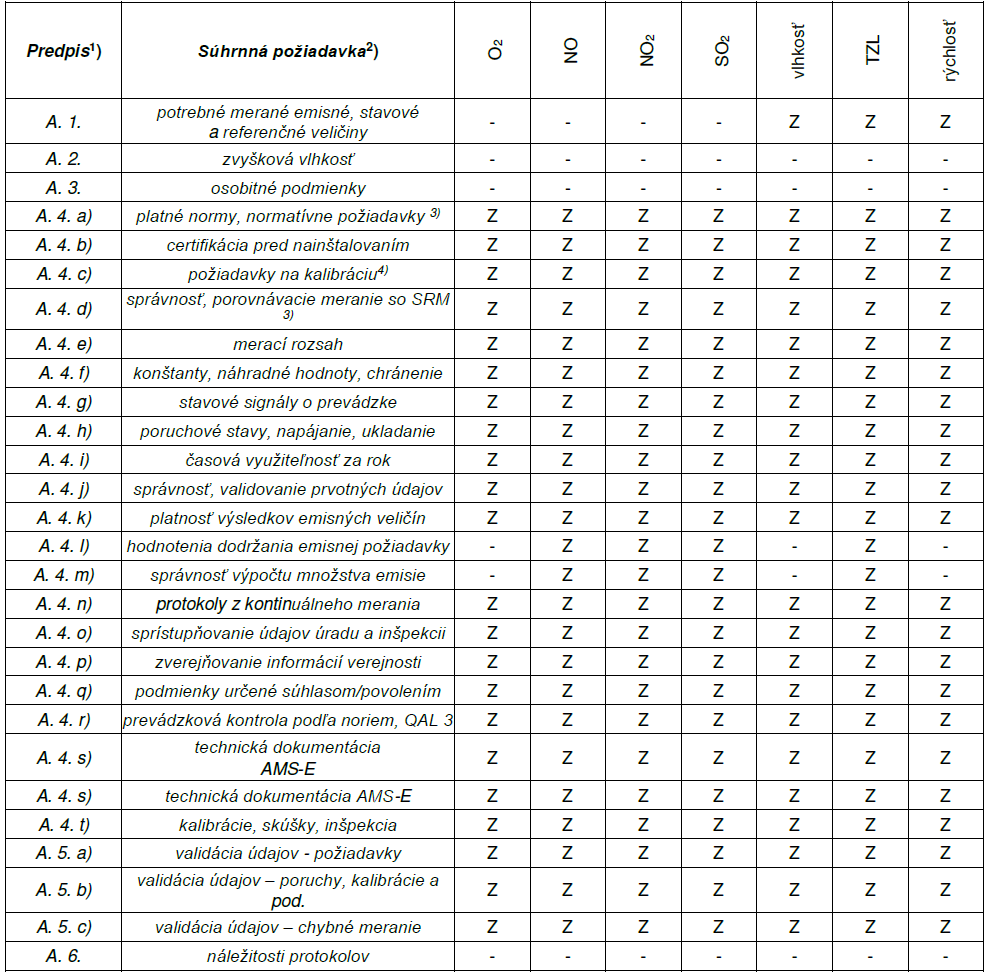 Predpis¹) Súhrnná požiadavka²) O₂ NO NO₂ SO₂ vlhkosť TZL rýchlosť
A. 1. potrebné merané emisné, stavové
a referenčné veličiny - - - - Z Z Z
A. 2. zvyšková vlhkosť - - - - - - -
A. 3. osobitné podmienky - - - - - - -
A. 4. a) platné normy, normatívne požiadavky ³⁾ Z Z Z Z Z Z Z
A. 4. b) certifikácia pred nainštalovaním Z Z Z Z Z Z Z
A. 4. c) požiadavky na kalibráciu⁴⁾ Z Z Z Z Z Z Z
A. 4. d) správnosť, porovnávacie meranie so SRM
³⁾ Z Z Z Z Z Z Z
A. 4. e) merací rozsah Z Z Z Z Z Z Z
A. 4. f) konštanty, náhradné hodnoty, chránenie Z Z Z Z Z Z Z
A. 4. g) stavové signály o prevádzke Z Z Z Z Z Z Z
A. 4. h) poruchové stavy, napájanie, ukladanie Z Z Z Z Z Z Z
A. 4. i) časová využiteľnosť za rok Z Z Z Z Z Z Z
A. 4. j) správnosť, validovanie prvotných údajov Z Z Z Z Z Z Z
A. 4. k) platnosť výsledkov emisných veličín Z Z Z Z Z Z Z
A. 4. l) hodnotenia dodržania emisnej požiadavky - Z Z Z - Z -
A. 4. m) správnosť výpočtu množstva emisie - Z Z Z - Z -
A. 4. n) protokoly z kontinuálneho merania Z Z Z Z Z Z Z
A. 4. o) sprístupňovanie údajov úradu a inšpekcii Z Z Z Z Z Z Z
A. 4. p) zverejňovanie informácií verejnosti Z Z Z Z Z Z Z
A. 4. q) podmienky určené súhlasom/povolením Z Z Z Z Z Z Z
A. 4. r) prevádzková kontrola podľa noriem, QAL 3 Z Z Z Z Z Z Z
A. 4. s) technická dokumentácia
AMS-E Z Z Z Z Z Z Z
A. 4. s) technická dokumentácia AMS-E Z Z Z Z Z Z Z
A. 4. t) kalibrácie, skúšky, inšpekcia Z Z Z Z Z Z Z
A. 5. a) validácia údajov - požiadavky Z Z Z Z Z Z Z
A. 5. b) validácia údajov – poruchy, kalibrácie a
pod. Z Z Z Z Z Z Z
A. 5. c) validácia údajov – chybné meranie Z Z Z Z Z Z Z
A. 6. náležitosti protokolov - - - - - - -